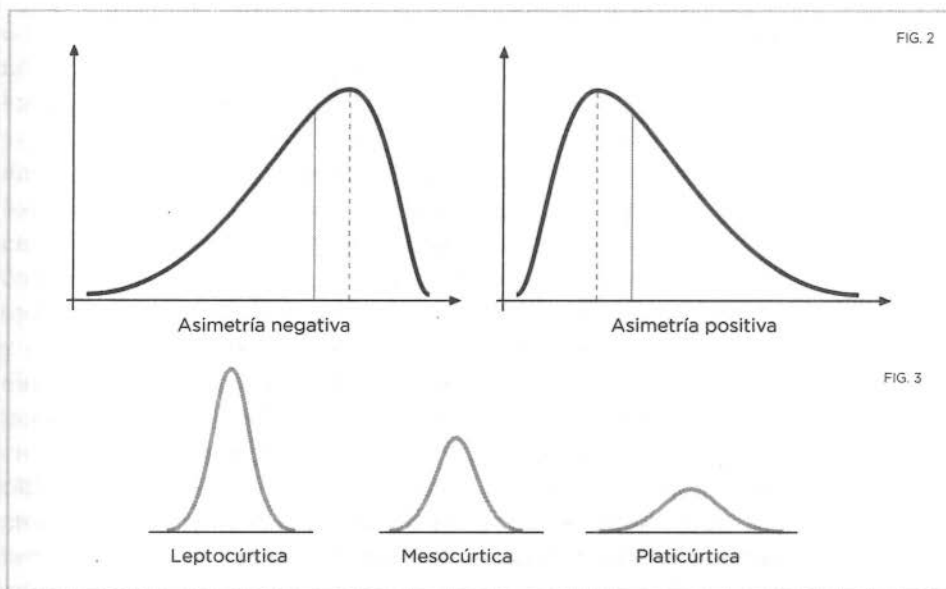 FIG. 2
Asimetría negativa
Asimetría positiva
FIG. 3
Leptocúrtica
Mesocúrtica
Platicúrtica